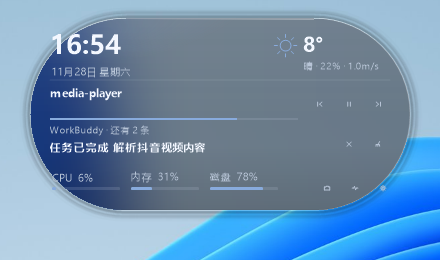 16:54
8°
11月28日 星期六
晴 · 22% · 1.0m/s
media-player
WorkBuddy · 还有 2 条
任务已完成 解析抖音视频内容
CPU 6% 内存 31% 磁盘 78%